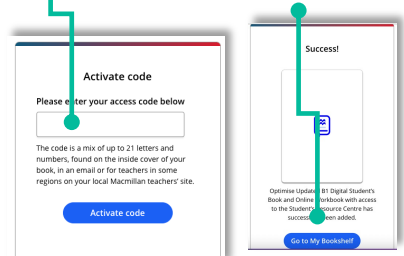 Activate code
Please enter your access code below
The code is a mix of up to 21 letters and
numbers, found on the inside cover of your
book, in an email or for teachers in some
regions on your local Macmillan teachers' site.
Activate code
Success!
Optimise Updated B1 Digital Student's
Book and Online Workbook with access
to the Student's Resource Centre has
successfully been added.
Go to My Bookshelf